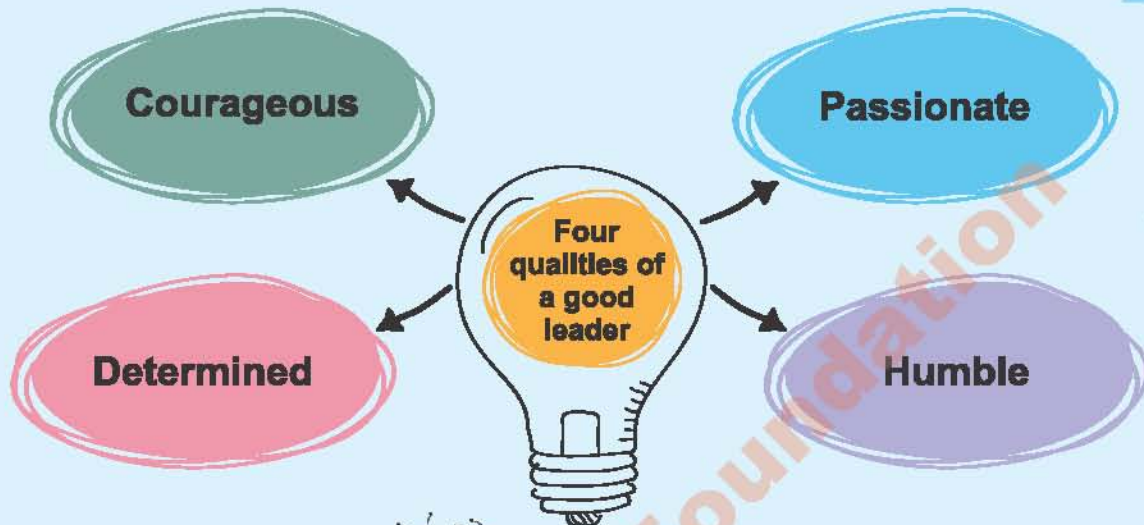 Courageous
Passionate
Four
qualities of
a good
leader
Determined
Humble
Foundation